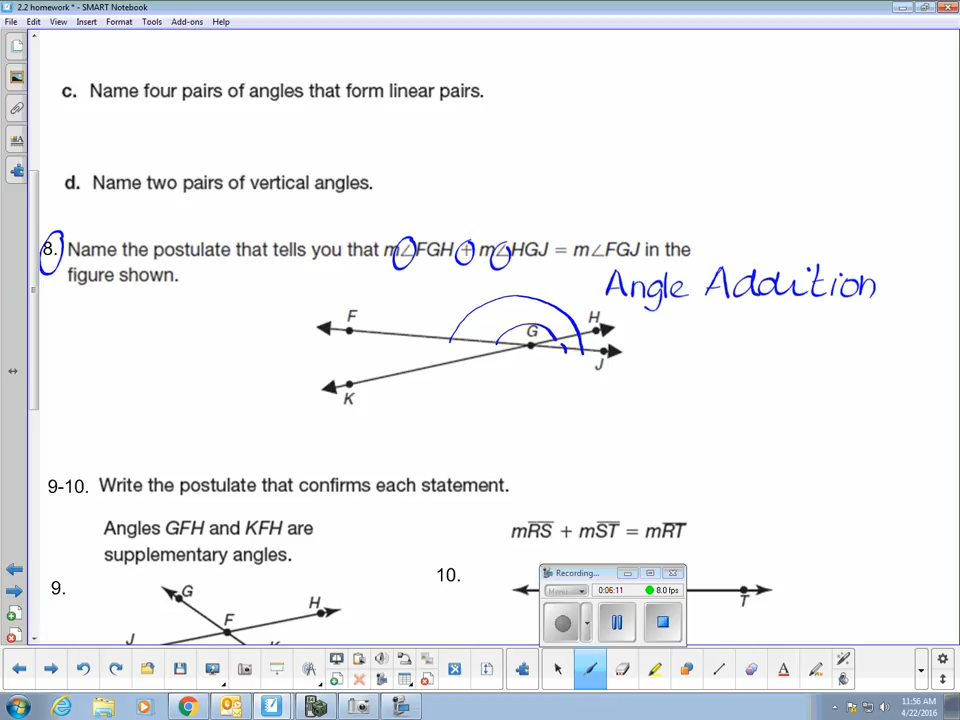 2.2 homework * - SMART Notebook
File Edit View Insert Format Tools Add-ons Help
c. Name four pairs of angles that form linear pairs.
d. Name two pairs of vertical angles.
8. Name the postulate that tells you that m∠FGH + m∠HGJ = m∠FGJ in the
figure shown.
Angle Addition
F
H
G
J
K
9-10. Write the postulate that confirms each statement.
Angles GFH and KFH are
supplementary angles.
mR̅S̅ + mS̅T̅ = mR̅T̅
9.
G
H
F
J
10.
T
Recording...
Menu
0:06:11
8.0 fps
A
11:56 AM
4/22/2016